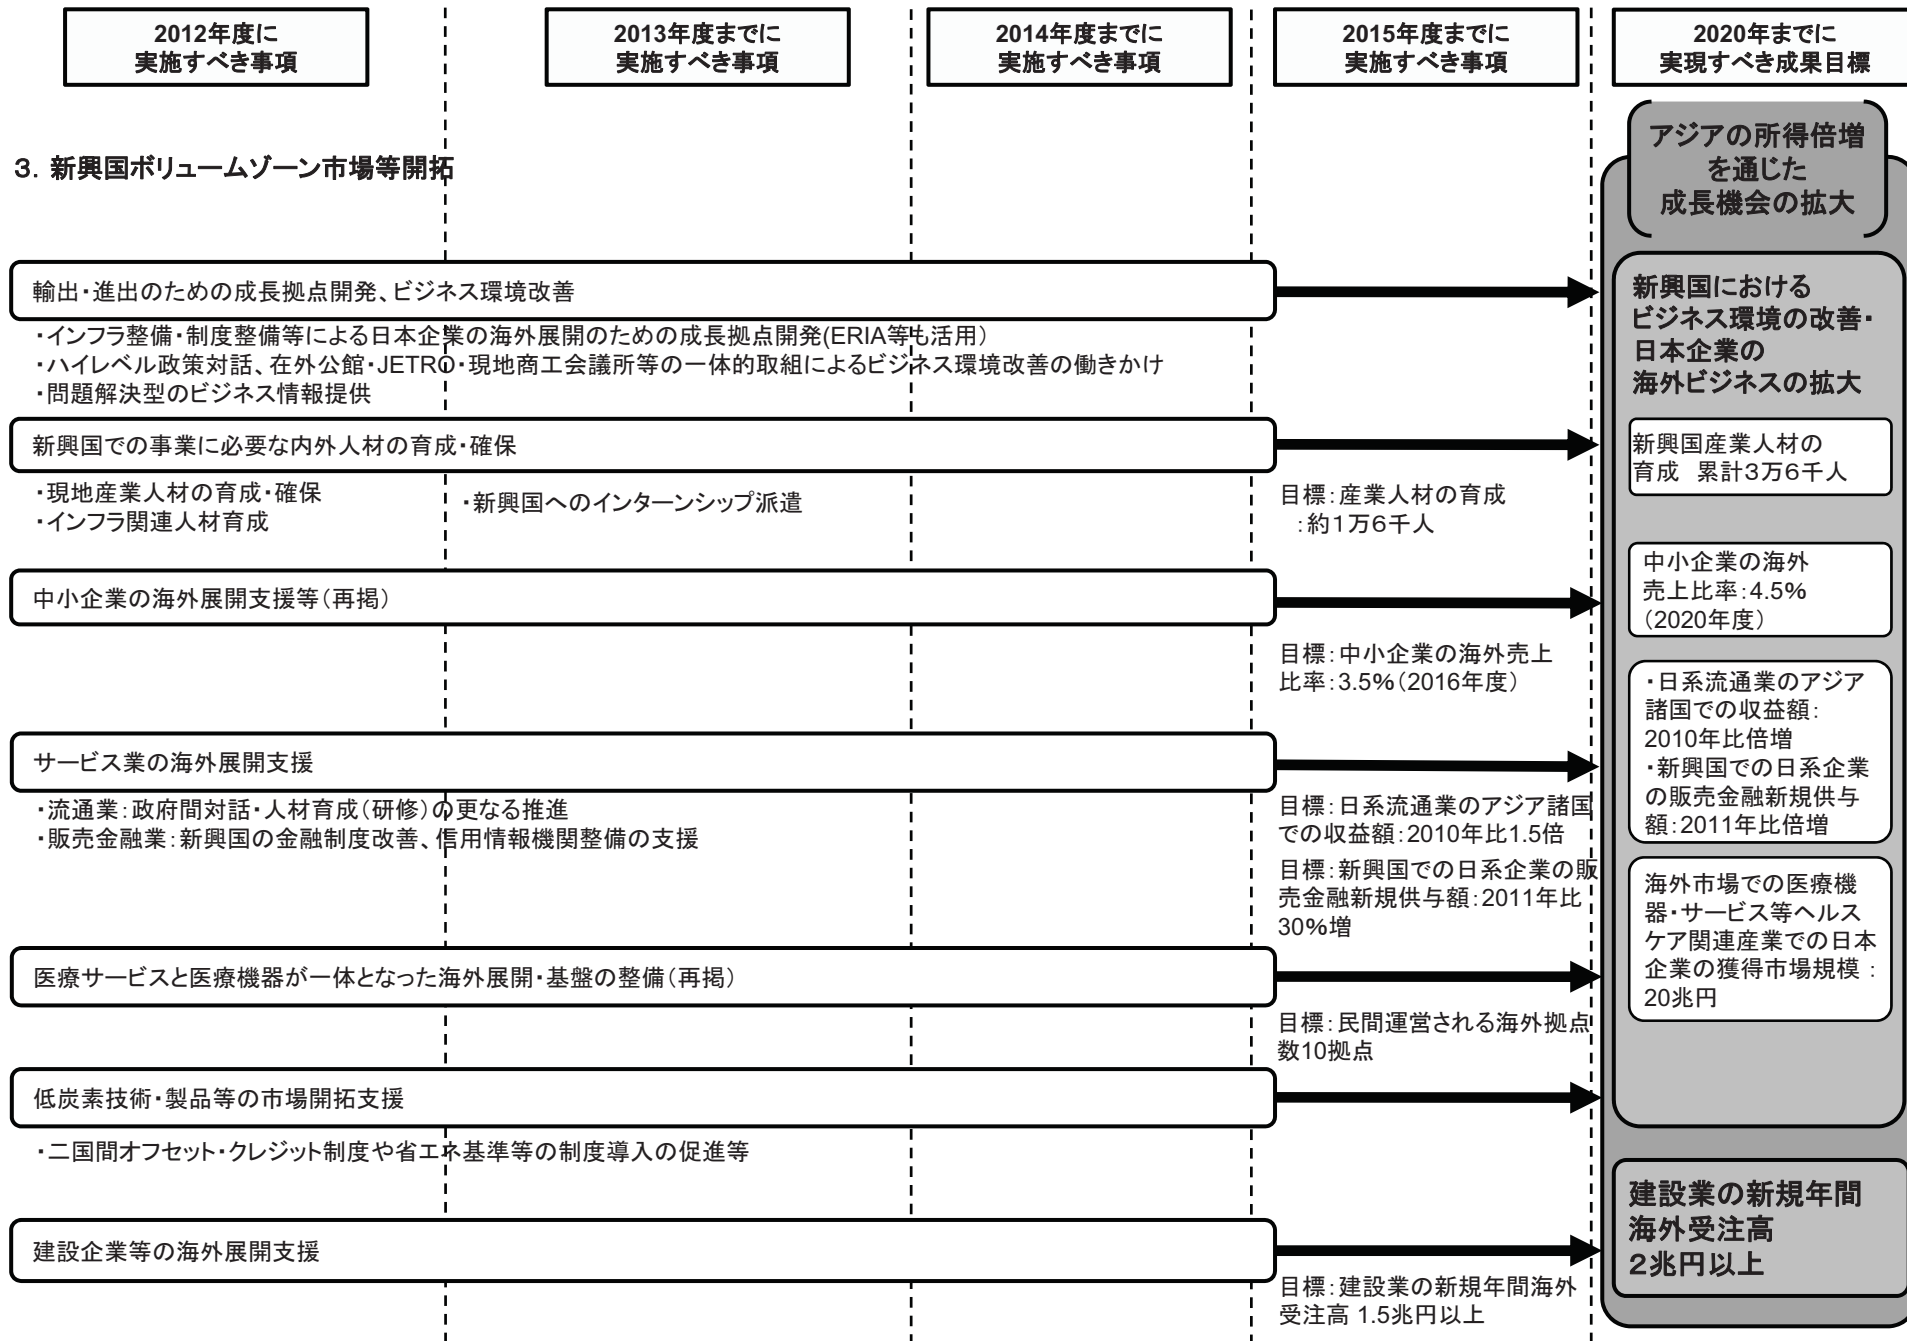 2012年度に
実施すべき事項
2013年度までに
実施すべき事項
2014年度までに
実施すべき事項
2015年度までに
実施すべき事項
2020年までに
実現すべき成果目標
アジアの所得倍増
を通じた
成長機会の拡大
３．新興国ボリュームゾーン市場等開拓
輸出・進出のための成長拠点開発、ビジネス環境改善
・インフラ整備・制度整備等による日本企業の海外展開のための成長拠点開発(ERIA等も活用）
・ハイレベル政策対話、在外公館・JETRO・現地商工会議所等の一体的取組によるビジネス環境改善の働きかけ
・問題解決型のビジネス情報提供
新興国における
ビジネス環境の改善・
日本企業の
海外ビジネスの拡大
新興国での事業に必要な内外人材の育成・確保
・現地産業人材の育成・確保
・インフラ関連人材育成
・新興国へのインターンシップ派遣
目標：産業人材の育成
：約１万６千人
新興国産業人材の
育成　累計３万６千人
中小企業の海外展開支援等（再掲）
目標：中小企業の海外売上
比率：3.5％（2016年度）
中小企業の海外
売上比率：4.5％
（2020年度）
サービス業の海外展開支援
・流通業：政府間対話・人材育成（研修）の更なる推進
・販売金融業：新興国の金融制度改善、信用情報機関整備の支援
目標：日系流通業のアジア諸国
での収益額：2010年比1.5倍
目標：新興国での日系企業の販
売金融新規供与額：2011年比
30％増
・日系流通業のアジア
諸国での収益額：
2010年比倍増
・新興国での日系企業
の販売金融新規供与
額：2011年比倍増
医療サービスと医療機器が一体となった海外展開・基盤の整備（再掲）
目標：民間運営される海外拠点
数10拠点
海外市場での医療機
器・サービス等ヘルス
ケア関連産業での日本
企業の獲得市場規模：
20兆円
低炭素技術・製品等の市場開拓支援
・二国間オフセット・クレジット制度や省エネ基準等の制度導入の促進等
建設企業等の海外展開支援
目標：建設業の新規年間海外
受注高 1.5兆円以上
建設業の新規年間
海外受注高
２兆円以上